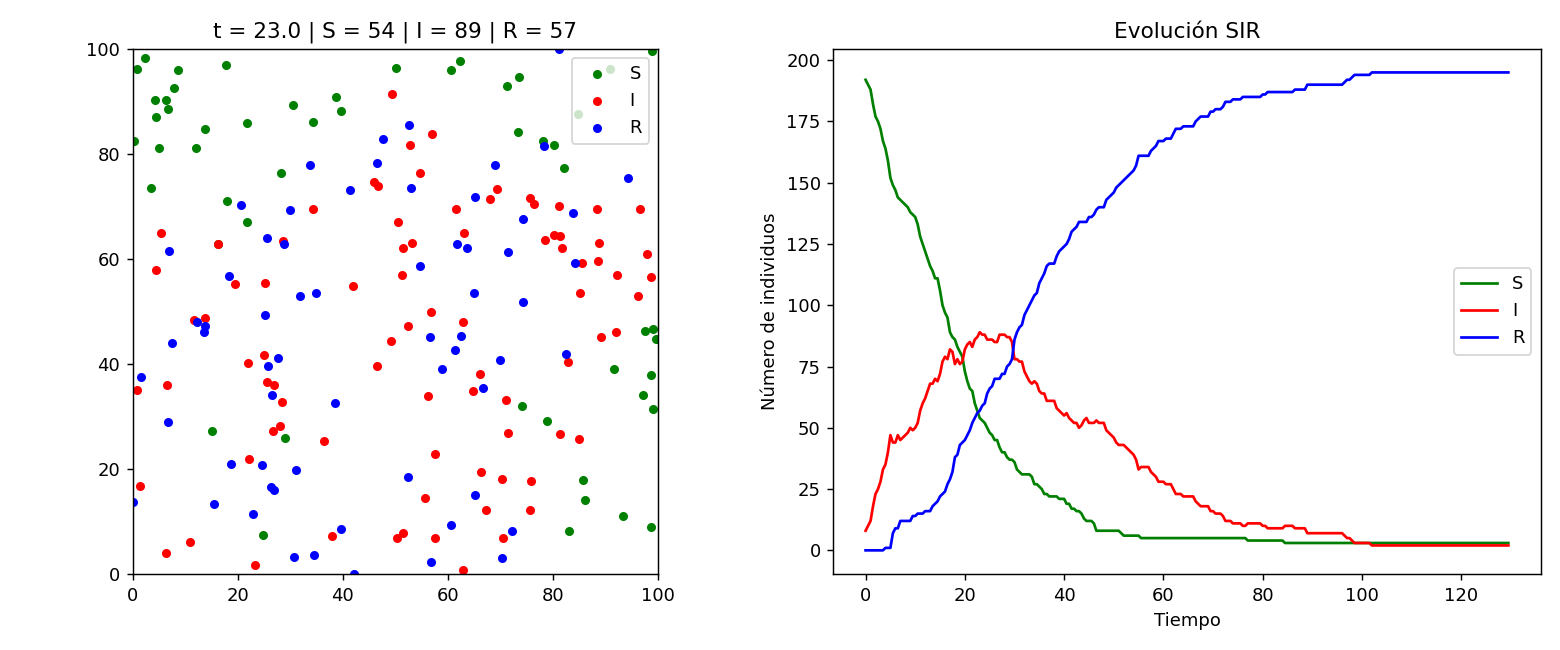 t = 23.0 | S = 54 | I = 89 | R = 57
100
80
60
40
20
0
0 20 40 60 80 100
S
I
R
Evolución SIR
Número de individuos
200
175
150
125
100
75
50
25
0
0 20 40 60 80 100 120
Tiempo
S
I
R